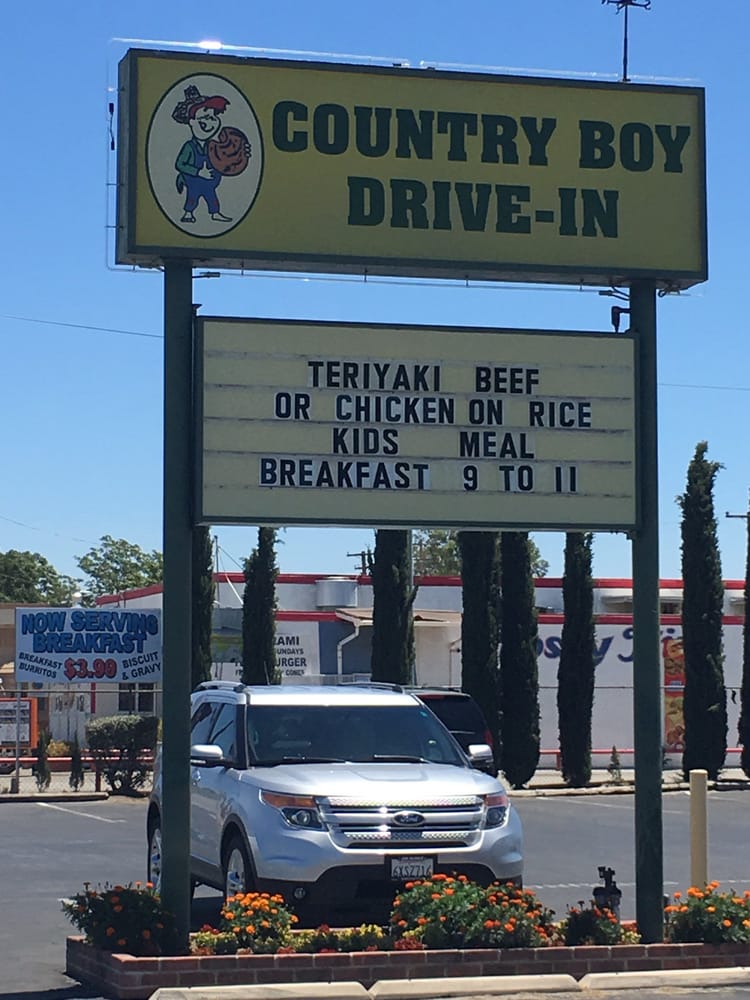 COUNTRY BOY
DRIVE-IN
TERIYAKI BEEF
OR CHICKEN ON RICE
KIDS MEAL
BREAKFAST 9 TO 11
NOW SERVING
BREAKFAST
BREAKFAST
BURRITOS
$3.99
BISCUIT
& GRAVY
Ford